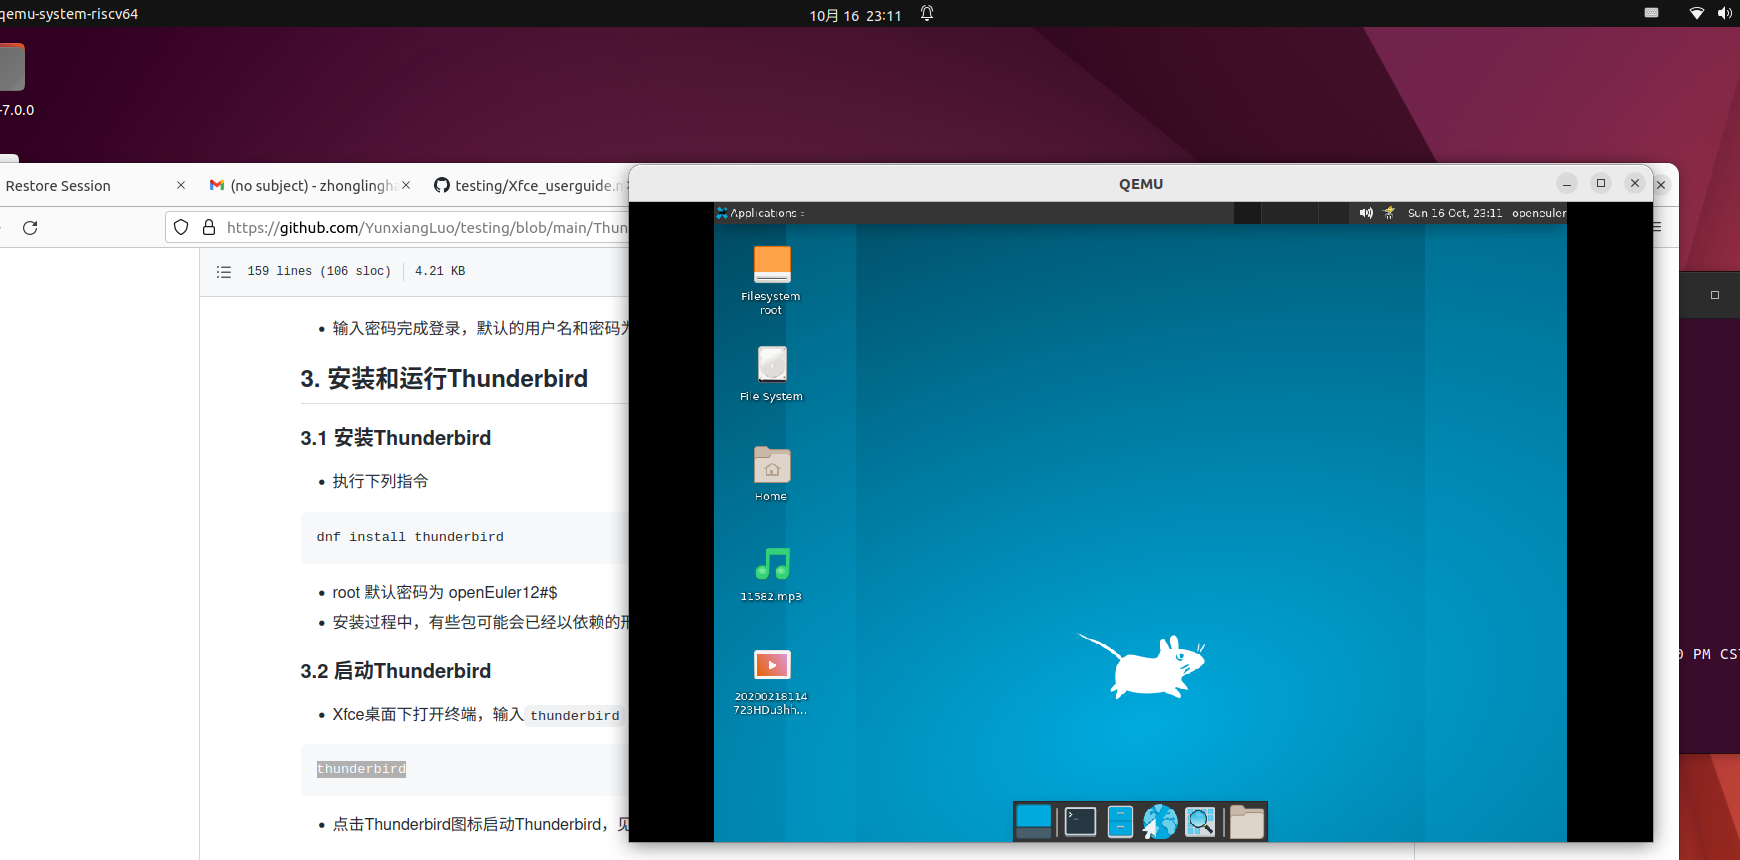 qemu-system-riscv64
10月 16 23:11
-7.0.0
Restore Session
(no subject) - zhonglingha
testing/Xfce_userguide.m
QEMU
https://github.com/YunxiangLuo/testing/blob/main/Thun
Applications
Sun 16 Oct, 23:11
openeuler
159 lines (106 sloc)
4.21 KB
输入密码完成登录，默认的用户名和密码为
3. 安装和运行Thunderbird
3.1 安装Thunderbird
执行下列指令
dnf install thunderbird
root 默认密码为 openEuler12#$
安装过程中，有些包可能会已经以依赖的形
3.2 启动Thunderbird
Xfce桌面下打开终端，输入 thunderbird
thunderbird
点击Thunderbird图标启动Thunderbird，见
Filesystem
root
File System
Home
11582.mp3
20200218114
723HDu3hh...
PM CST